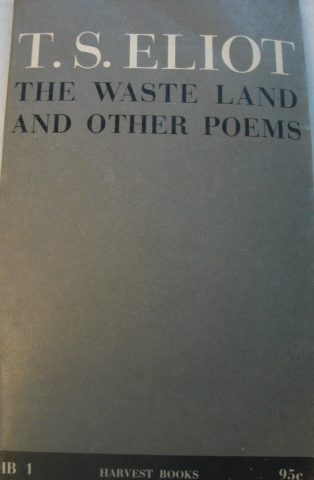 T. S. ELIOT
THE WASTE LAND
AND OTHER POEMS
HB 1 HARVEST BOOKS 95c